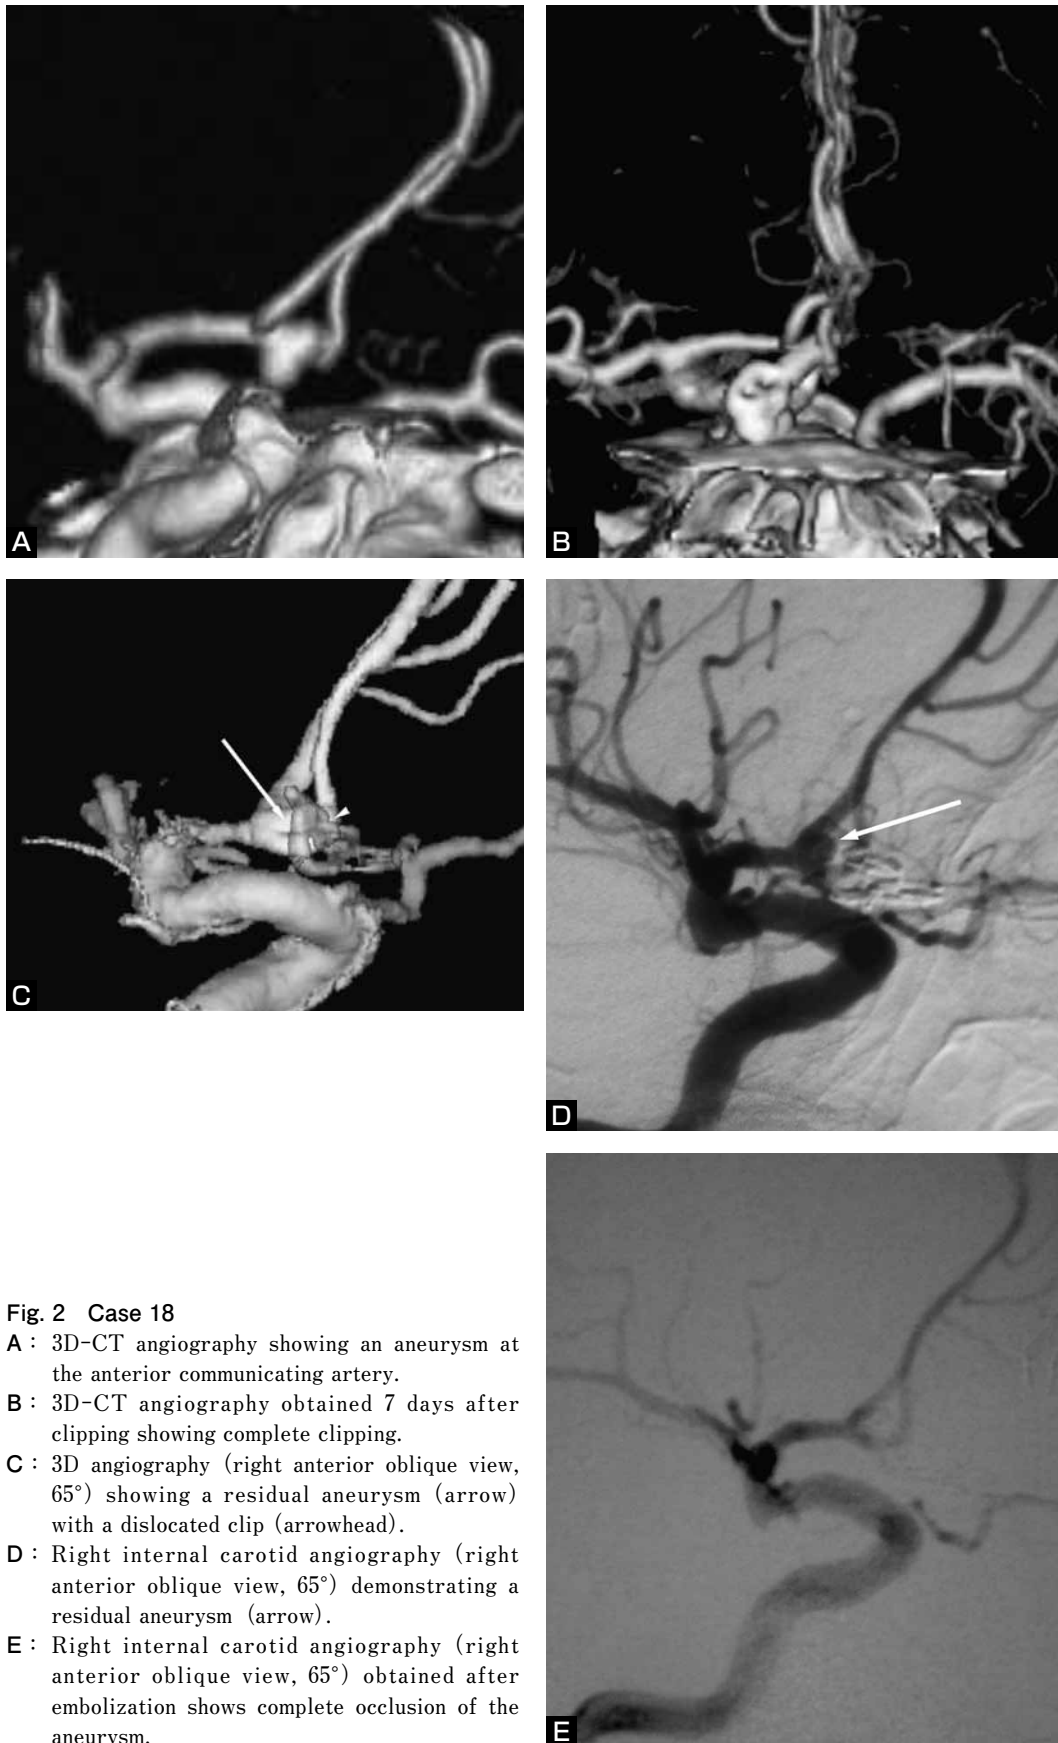 A
B
C
D
E
Fig. 2 Case 18
A : 3D-CT angiography showing an aneurysm at
the anterior communicating artery.
B : 3D-CT angiography obtained 7 days after
clipping showing complete clipping.
C : 3D angiography (right anterior oblique view,
65°) showing a residual aneurysm (arrow)
with a dislocated clip (arrowhead).
D : Right internal carotid angiography (right
anterior oblique view, 65°) demonstrating a
residual aneurysm (arrow).
E : Right internal carotid angiography (right
anterior oblique view, 65°) obtained after
embolization shows complete occlusion of the
aneurysm.